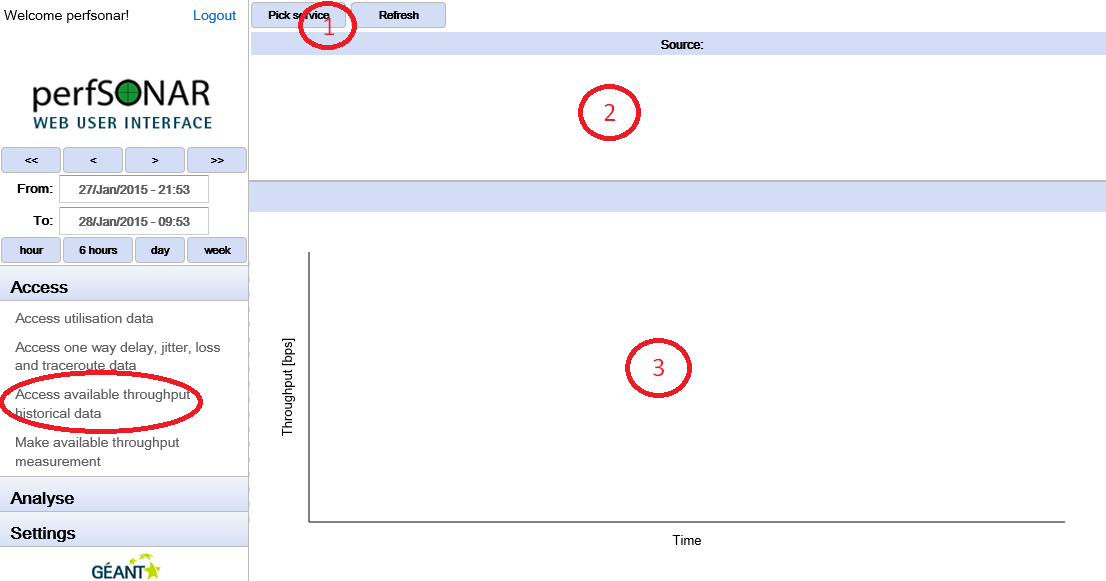 Welcome perfsonar! Logout
perfSONAR
WEB USER INTERFACE
<< < > >>
From: 27/Jan/2015 - 21:53
To: 28/Jan/2015 - 09:53
hour 6 hours day week
Access
Access utilisation data
Access one way delay, jitter, loss
and traceroute data
Access available throughput
historical data
Make available throughput
measurement
Analyse
Settings
GÉANT
Pick service Refresh
1
Source:
2
Throughput [bps]
3
Time